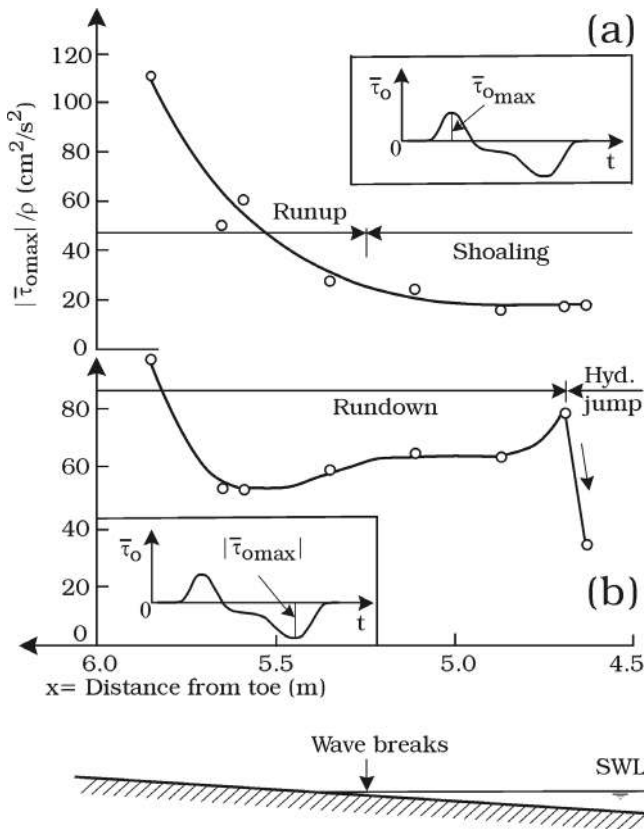 (a)
|τ̄omax|/ρ (cm²/s²)
120
100
80
60
40
20
0
τ̄o
τ̄omax
0
t
Runup
Shoaling
Rundown
Hyd.
jump
80
60
40
20
0
τ̄o
|τ̄omax|
0
t
(b)
6.0
5.5
5.0
4.5
x= Distance from toe (m)
Wave breaks
SWL